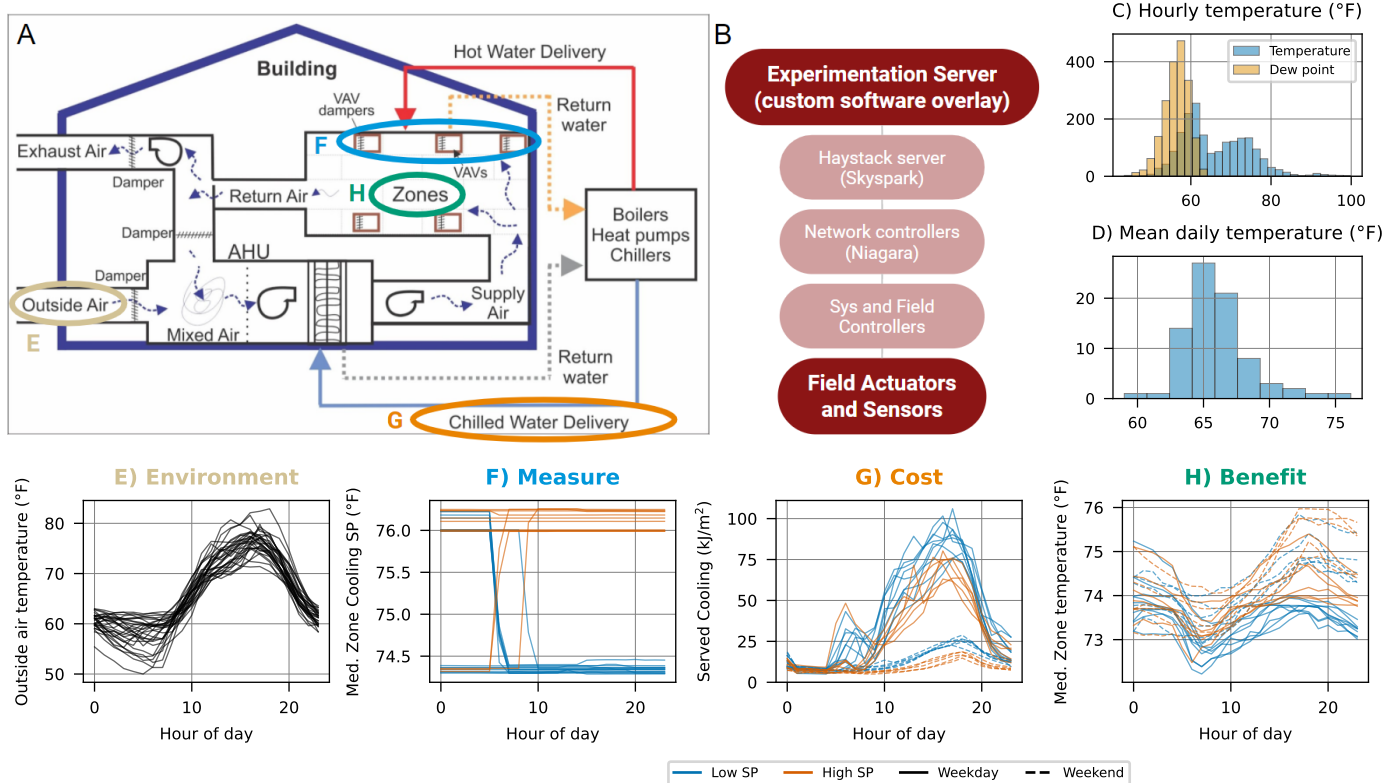 A
Building
Hot Water Delivery
VAV
dampers
Return
water
F
Exhaust Air
VAVs
Damper
Return Air
H
Zones
Boilers
Heat pumps
Chillers
Damper
AHU
Damper
Outside Air
Supply
Air
Mixed Air
E
Return
water
G
Chilled Water Delivery
B
Experimentation Server
(custom software overlay)
Haystack server
(Skyspark)
Network controllers
(Niagara)
Sys and Field
Controllers
Field Actuators
and Sensors
C) Hourly temperature (°F)
Temperature
Dew point
400
200
0
60 80 100
D) Mean daily temperature (°F)
20
10
0
60 65 70 75
E) Environment
Outside air temperature (°F)
80
70
60
50
0 10 20
Hour of day
F) Measure
Med. Zone Cooling SP (°F)
76.0
75.5
75.0
74.5
0 10 20
Hour of day
G) Cost
Served Cooling (kJ/m²)
100
75
50
25
0
0 10 20
Hour of day
H) Benefit
Med. Zone temperature (°F)
76
75
74
73
0 10 20
Hour of day
Low SP High SP Weekday Weekend